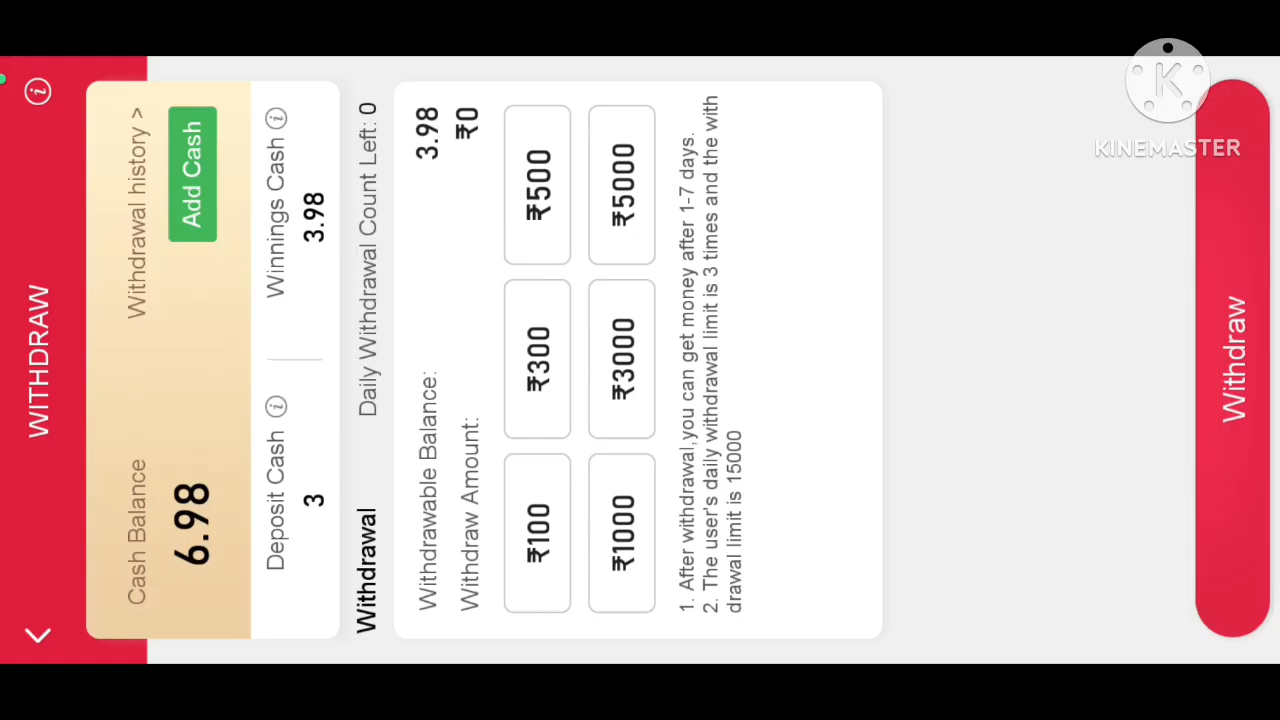 WITHDRAW
Cash Balance
Withdrawal history >
6.98
Add Cash
Deposit Cash
Winnings Cash
3
3.98
Withdrawal
Daily Withdrawal Count Left: 0
Withdrawable Balance:
3.98
Withdraw Amount:
₹0
₹100
₹300
₹500
₹1000
₹3000
₹5000
1. After withdrawal,you can get money after 1-7 days.
2. The user's daily withdrawal limit is 3 times and the with
drawal limit is 15000
Withdraw
K
KINEMASTER